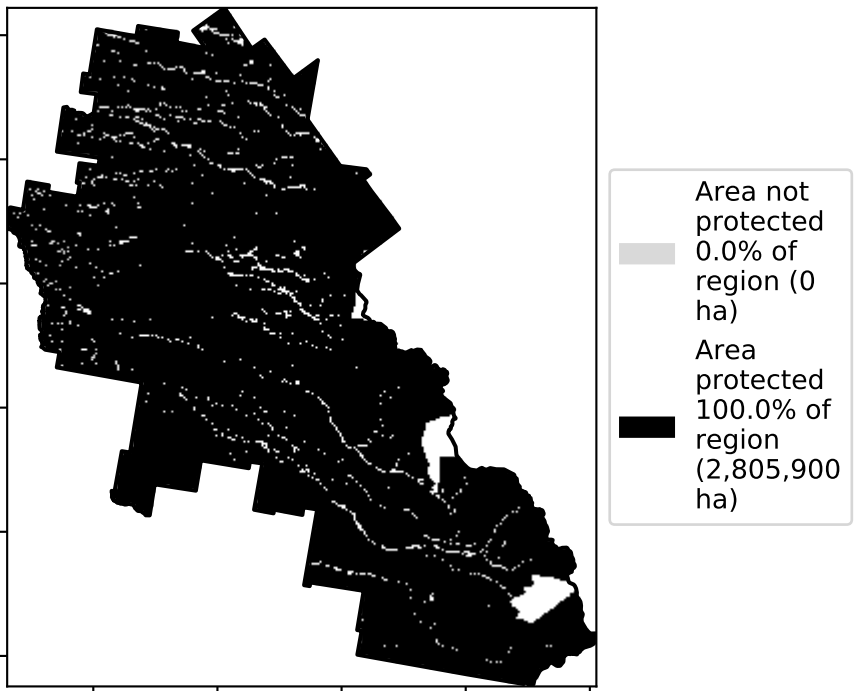 Area not
protected
0.0% of
region (0
ha)
Area
protected
100.0% of
region
(2,805,900
ha)